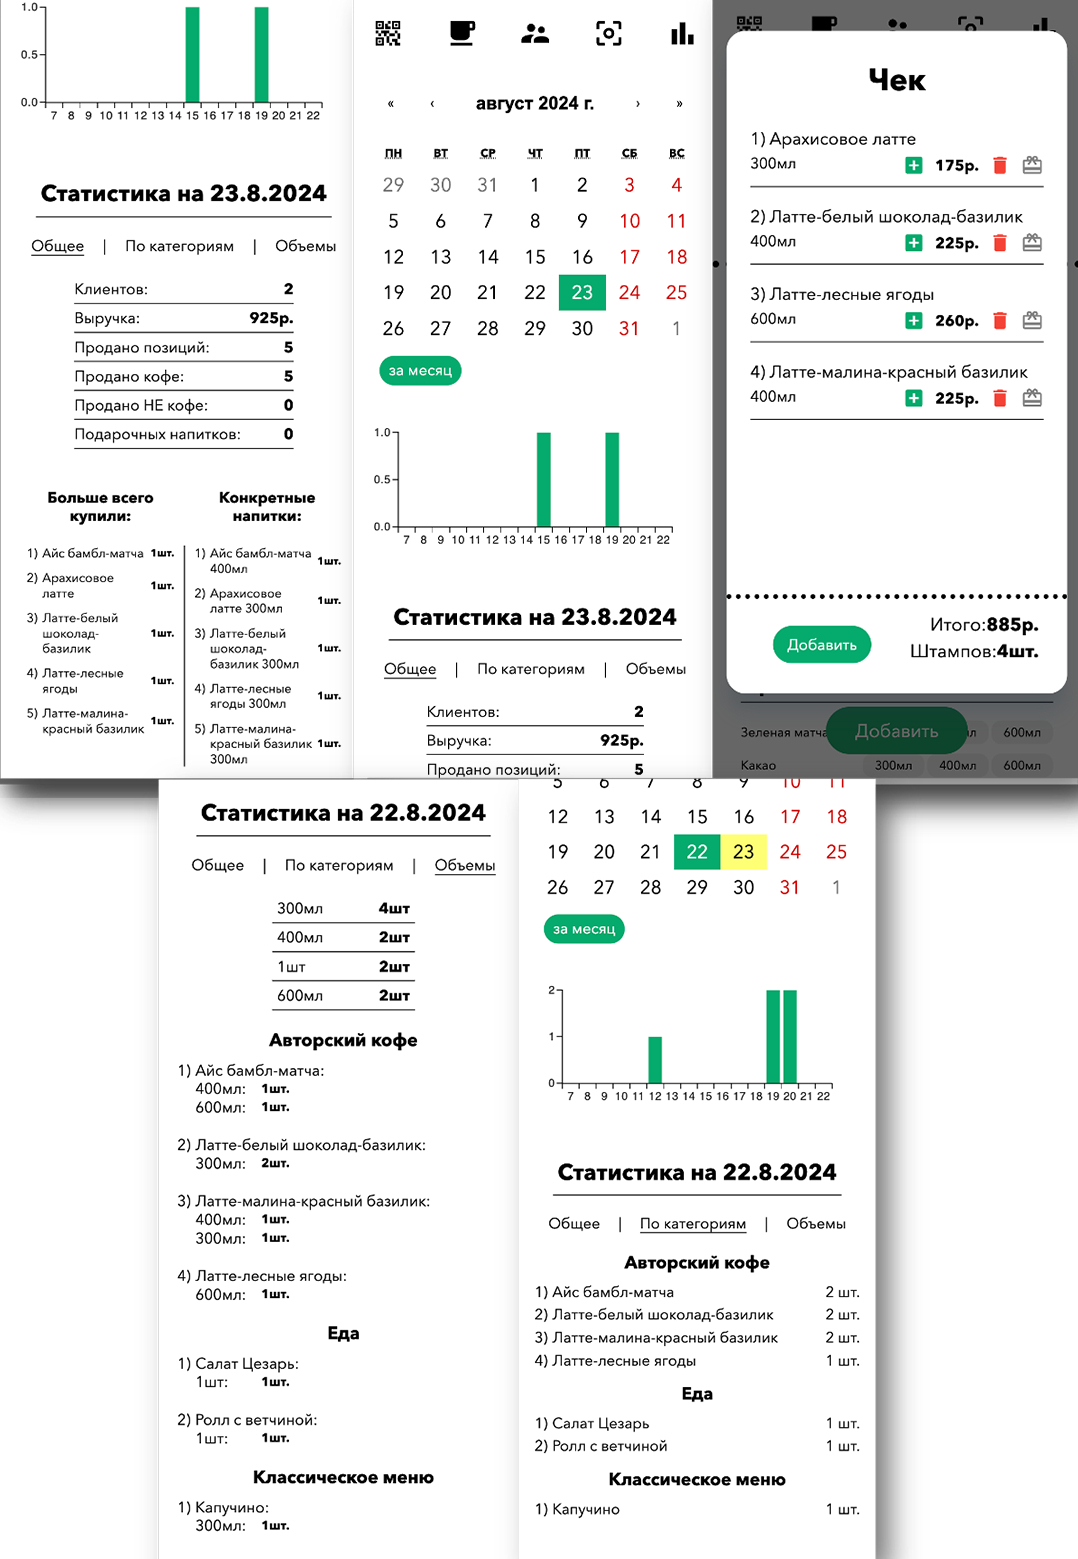 1.0
0.5
0.0
7 8 9 10 11 12 13 14 15 16 17 18 19 20 21 22
Статистика на 23.8.2024
Общее | По категориям | Объемы
Клиентов: 2
Выручка: 925р.
Продано позиций: 5
Продано кофе: 5
Продано НЕ кофе: 0
Подарочных напитков: 0
Больше всего
купили:
1) Айс бамбл-матча 1шт.
2) Арахисовое
латте 1шт.
3) Латте-белый
шоколад-
базилик 1шт.
4) Латте-лесные
ягоды 1шт.
5) Латте-малина-
красный базилик 1шт.
Конкретные
напитки:
1) Айс бамбл-матча
400мл 1шт.
2) Арахисовое
латте 300мл 1шт.
3) Латте-белый
шоколад-
базилик 300мл 1шт.
4) Латте-лесные
ягоды 300мл 1шт.
5) Латте-малина-
красный базилик 1шт.
300мл
« ‹ август 2024 г. › »
ПН ВТ СР ЧТ ПТ СБ ВС
29 30 31 1 2 3 4
5 6 7 8 9 10 11
12 13 14 15 16 17 18
19 20 21 22 23 24 25
26 27 28 29 30 31 1
за месяц
1.0
0.5
0.0
7 8 9 10 11 12 13 14 15 16 17 18 19 20 21 22
Статистика на 23.8.2024
Общее | По категориям | Объемы
Клиентов: 2
Выручка: 925р.
Продано позиций: 5
Чек
1) Арахисовое латте
300мл 175р.
2) Латте-белый шоколад-базилик
400мл 225р.
3) Латте-лесные ягоды
600мл 260р.
4) Латте-малина-красный базилик
400мл 225р.
Добавить
Итого:885р.
Штампов:4шт.
Зеленая матча 600мл
Добавить
Какао 300мл 400мл 600мл
Статистика на 22.8.2024
Общее | По категориям | Объемы
300мл 4шт
400мл 2шт
1шт 2шт
600мл 2шт
Авторский кофе
1) Айс бамбл-матча:
400мл: 1шт.
600мл: 1шт.
2) Латте-белый шоколад-базилик:
300мл: 2шт.
3) Латте-малина-красный базилик:
400мл: 1шт.
300мл: 1шт.
4) Латте-лесные ягоды:
600мл: 1шт.
Еда
1) Салат Цезарь:
1шт: 1шт.
2) Ролл с ветчиной:
1шт: 1шт.
Классическое меню
1) Капучино:
300мл: 1шт.
5 6 7 8 9 10 11
12 13 14 15 16 17 18
19 20 21 22 23 24 25
26 27 28 29 30 31 1
за месяц
2
1
0
7 8 9 10 11 12 13 14 15 16 17 18 19 20 21 22
Статистика на 22.8.2024
Общее | По категориям | Объемы
Авторский кофе
1) Айс бамбл-матча 2 шт.
2) Латте-белый шоколад-базилик 2 шт.
3) Латте-малина-красный базилик 2 шт.
4) Латте-лесные ягоды 1 шт.
Еда
1) Салат Цезарь 1 шт.
2) Ролл с ветчиной 1 шт.
Классическое меню
1) Капучино 1 шт.